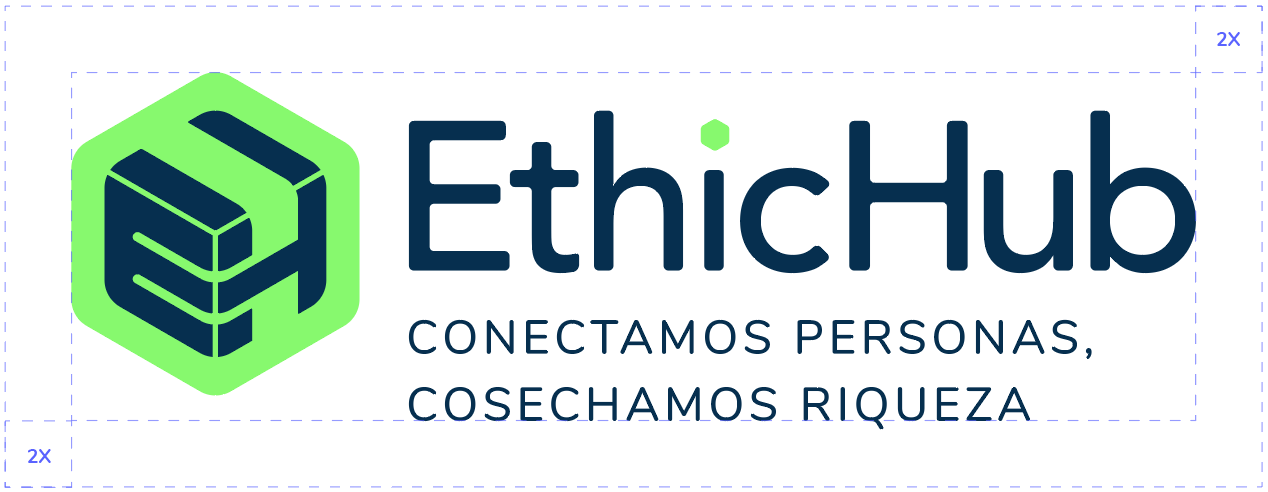 2X
EthicHub
CONECTAMOS PERSONAS,
COSECHAMOS RIQUEZA
2X